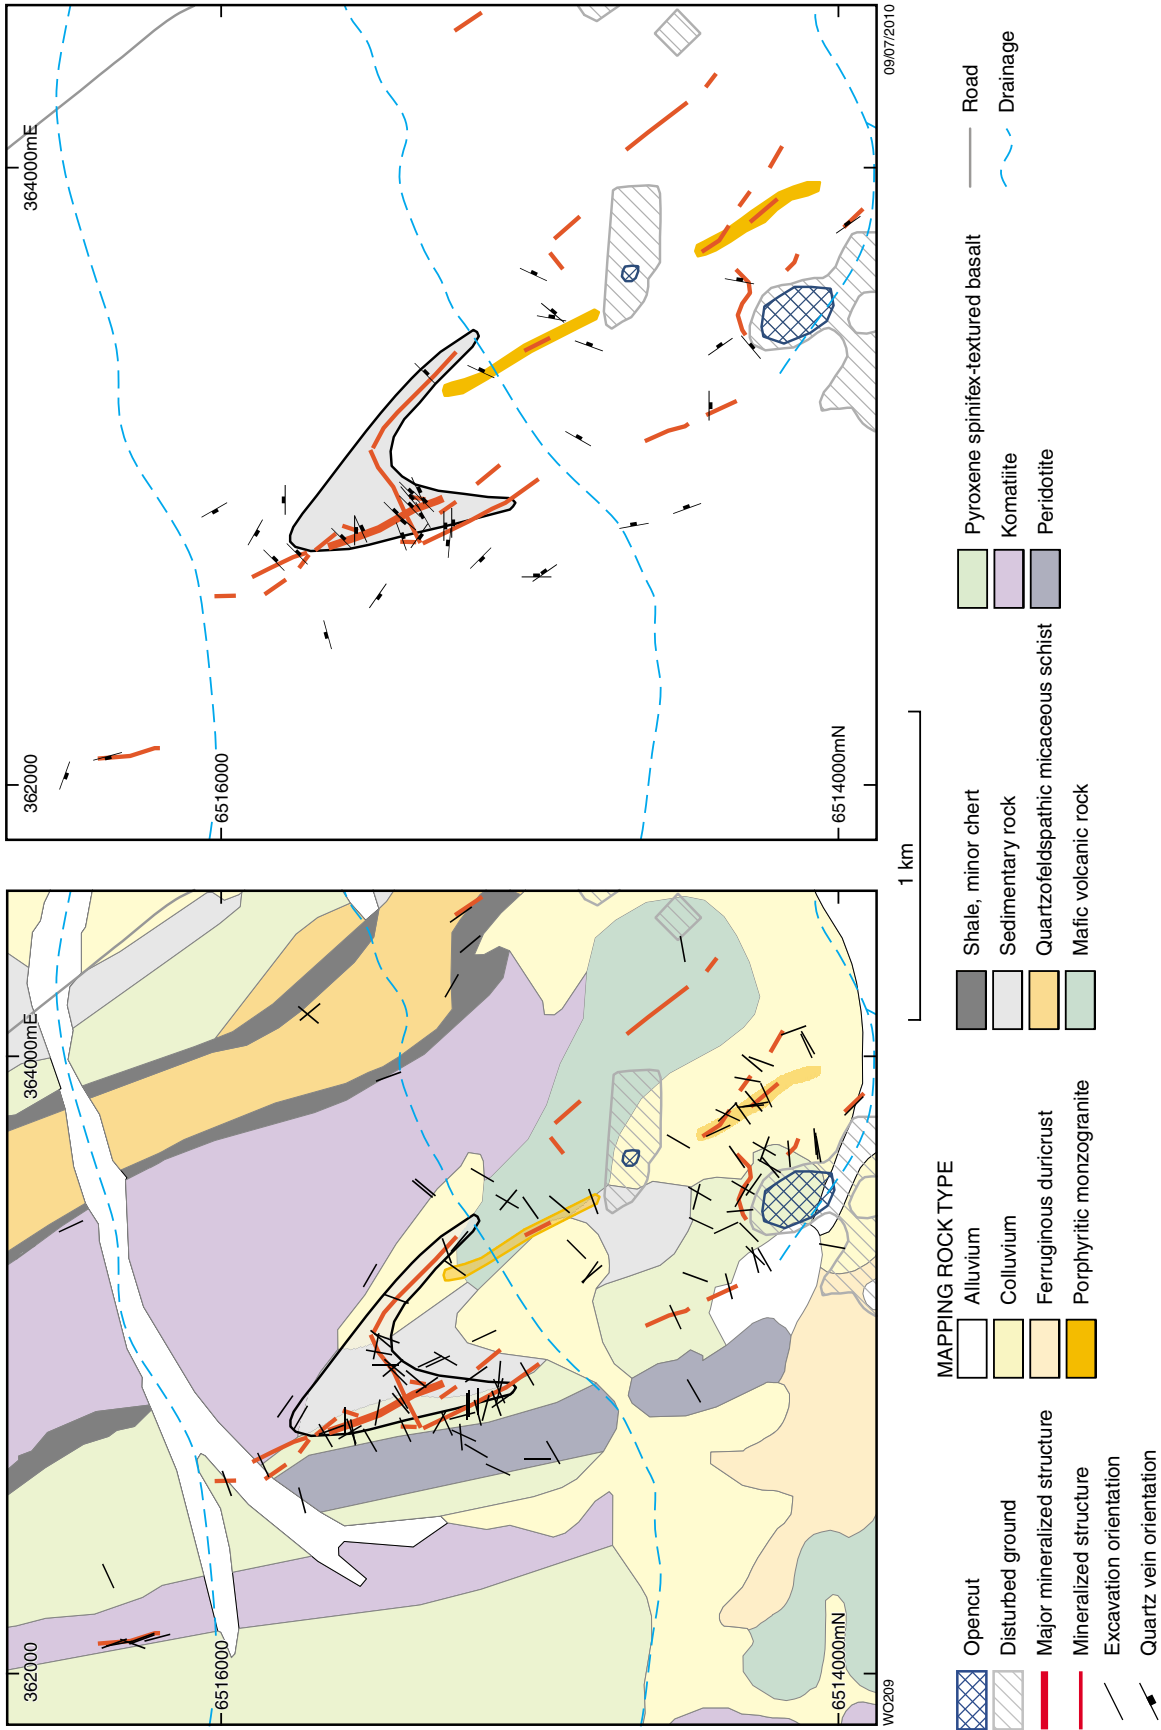 362000
364000mE
6516000
6514000mN
362000
364000mE
6516000
6514000mN
WO209
09/07/2010
1 km
MAPPING ROCK TYPE
Opencut
Disturbed ground
Major mineralized structure
Mineralized structure
Excavation orientation
Quartz vein orientation
Alluvium
Colluvium
Ferruginous duricrust
Porphyritic monzogranite
Shale, minor chert
Sedimentary rock
Quartzofeldspathic micaceous schist
Mafic volcanic rock
Pyroxene spinifex-textured basalt
Komatiite
Peridotite
Road
Drainage